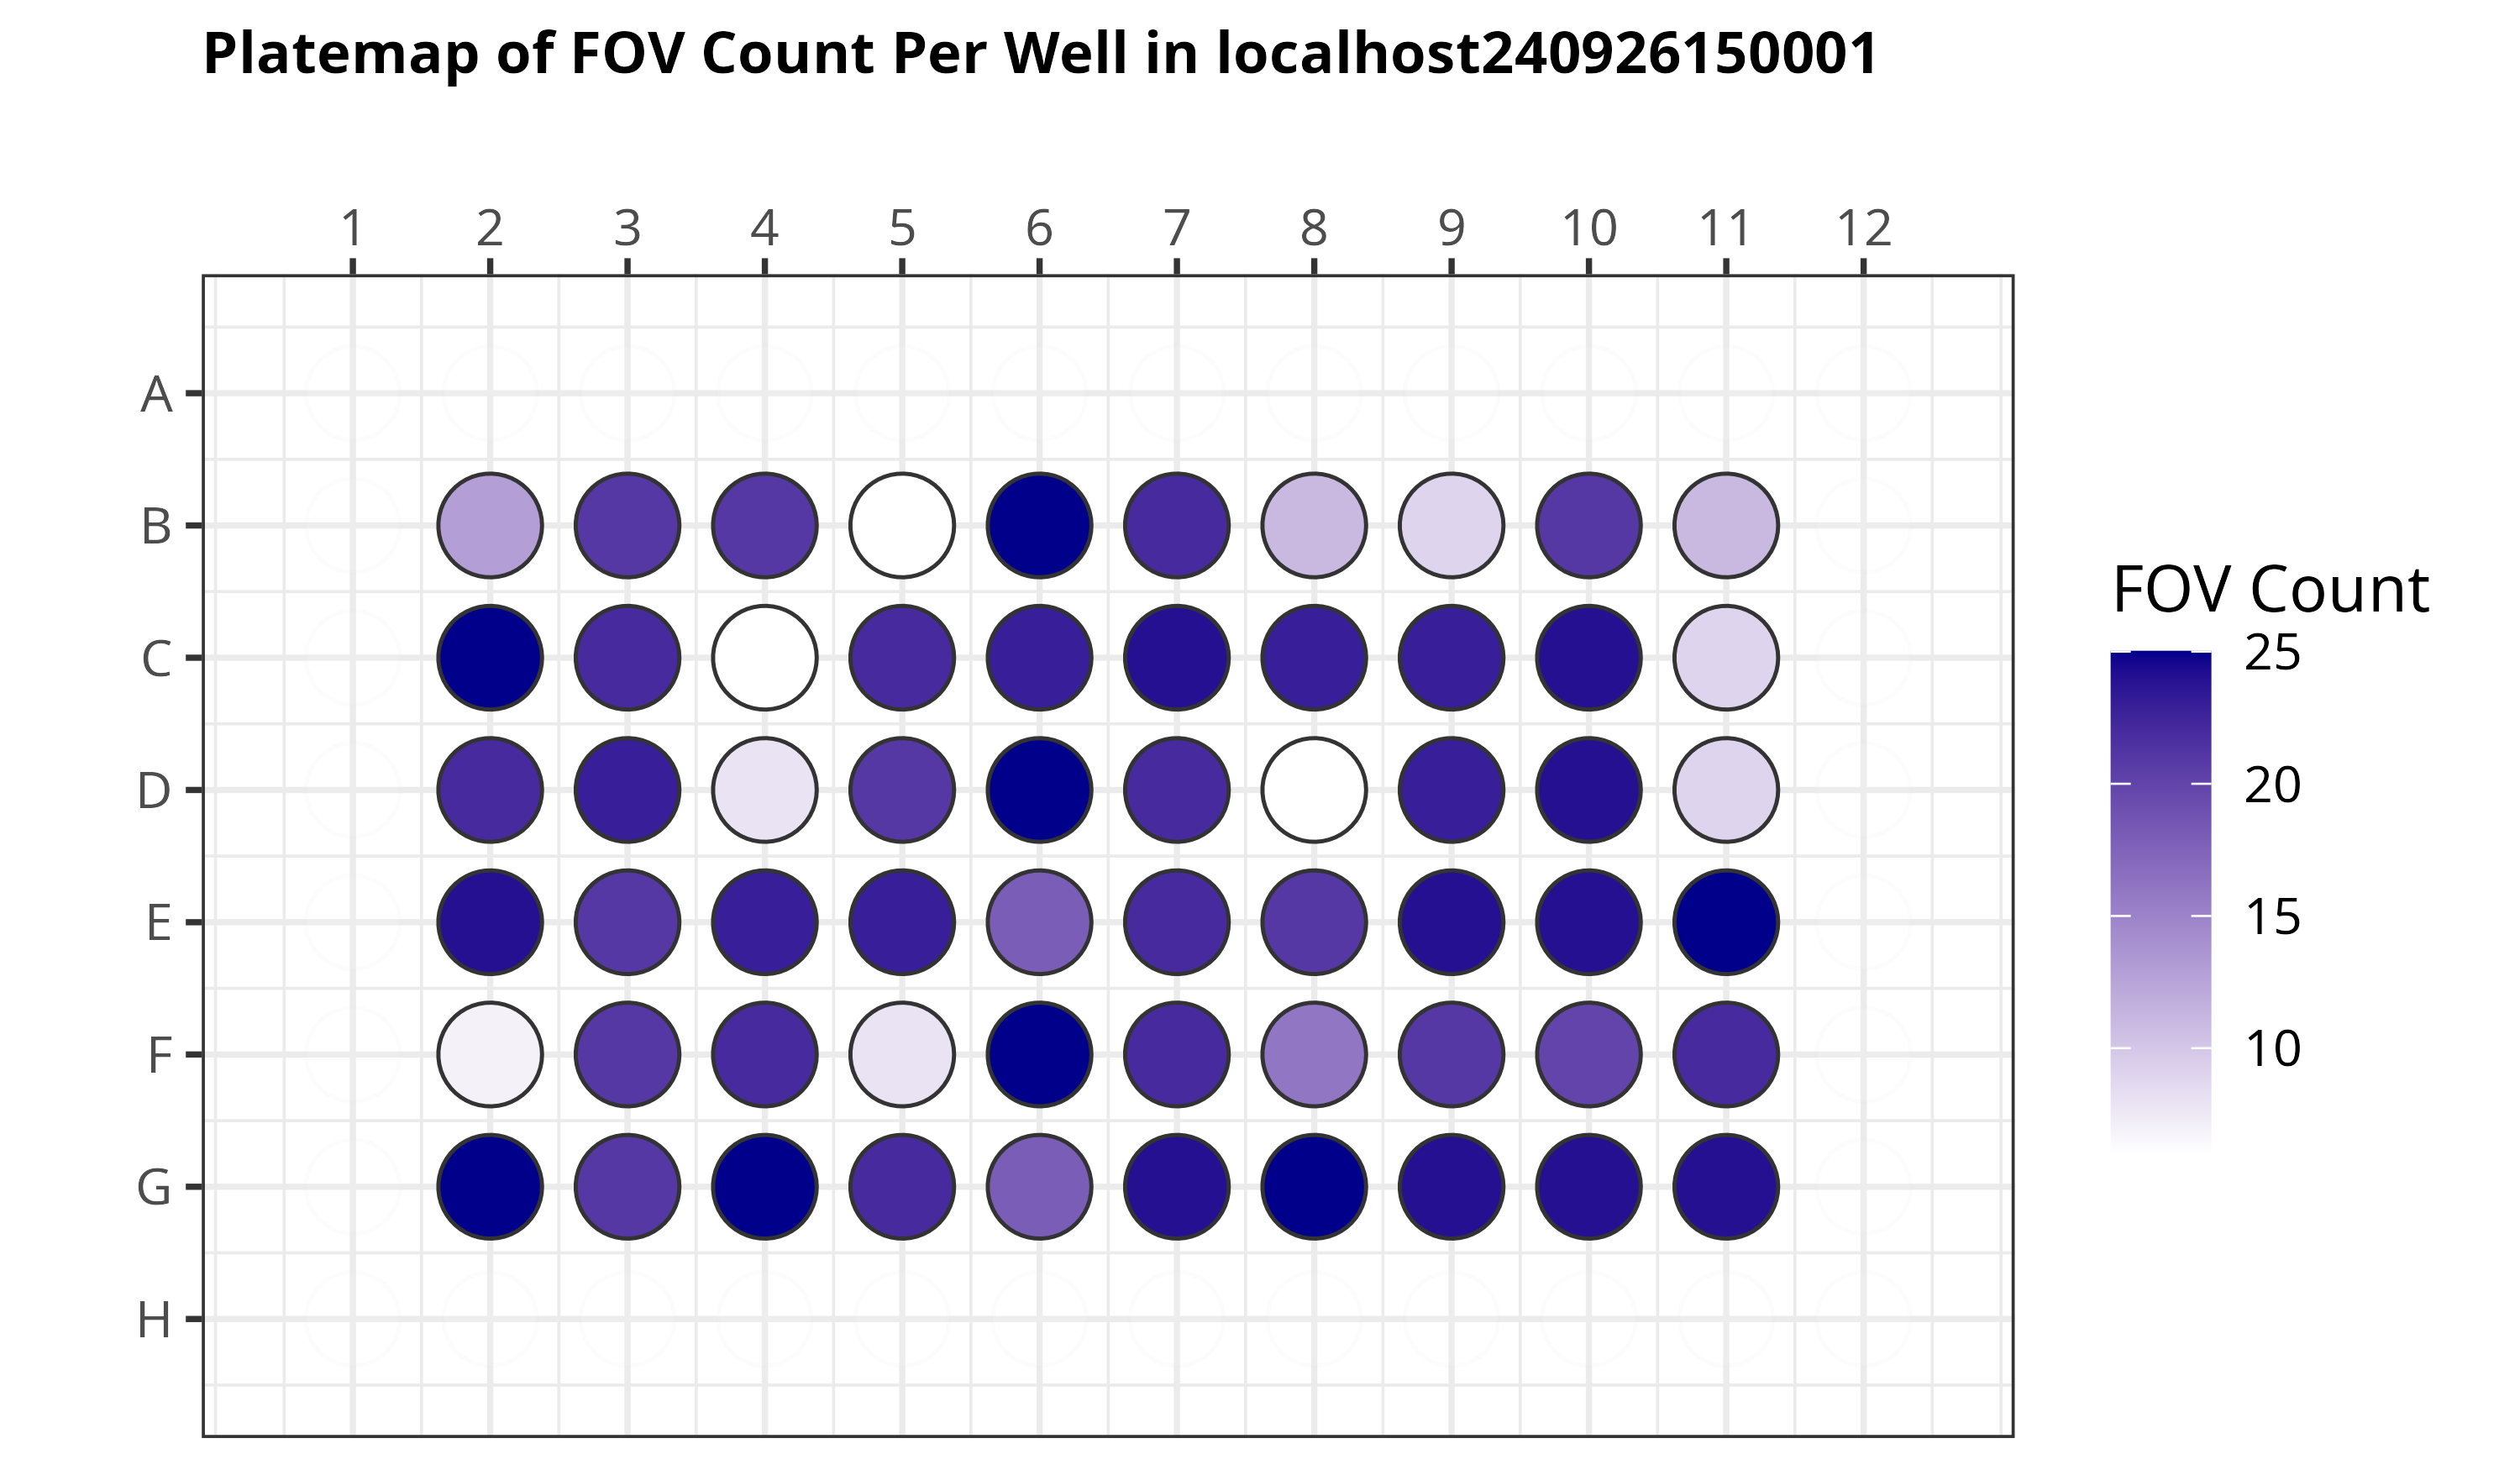 Platemap of FOV Count Per Well in localhost240926150001
1 2 3 4 5 6 7 8 9 10 11 12
A
B
C
D
E
F
G
H
FOV Count
25
20
15
10